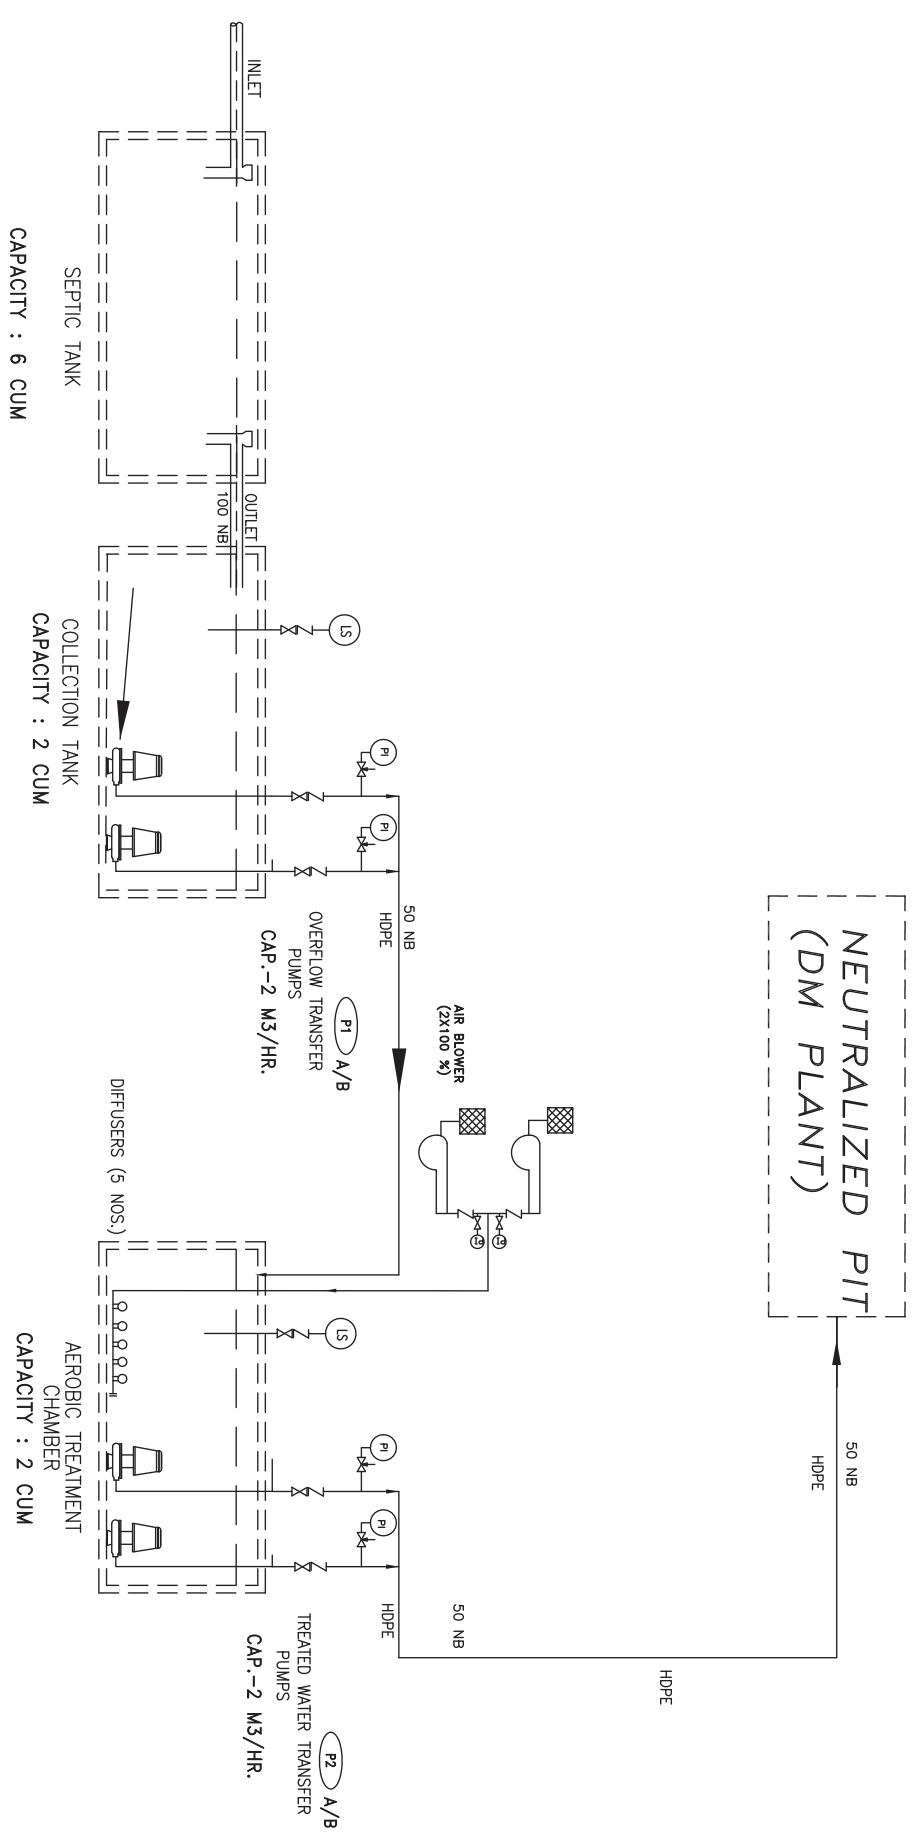 INLET
SEPTIC TANK
CAPACITY : 6 CUM
OUTLET
100 NB
LS
COLLECTION TANK
CAPACITY : 2 CUM
PI
PI
50 NB
HDPE
OVERFLOW TRANSFER
PUMPS
CAP.-2 M3/HR.
P1
A/B
AIR BLOWER
(2X100 %)
PI
PI
DIFFUSERS (5 NOS.)
LS
AEROBIC TREATMENT
CHAMBER
CAPACITY : 2 CUM
PI
PI
HDPE
50 NB
TREATED WATER TRANSFER
PUMPS
CAP.-2 M3/HR.
P2
A/B
HDPE
50 NB
HDPE
NEUTRALIZED PIT
(DM PLANT)